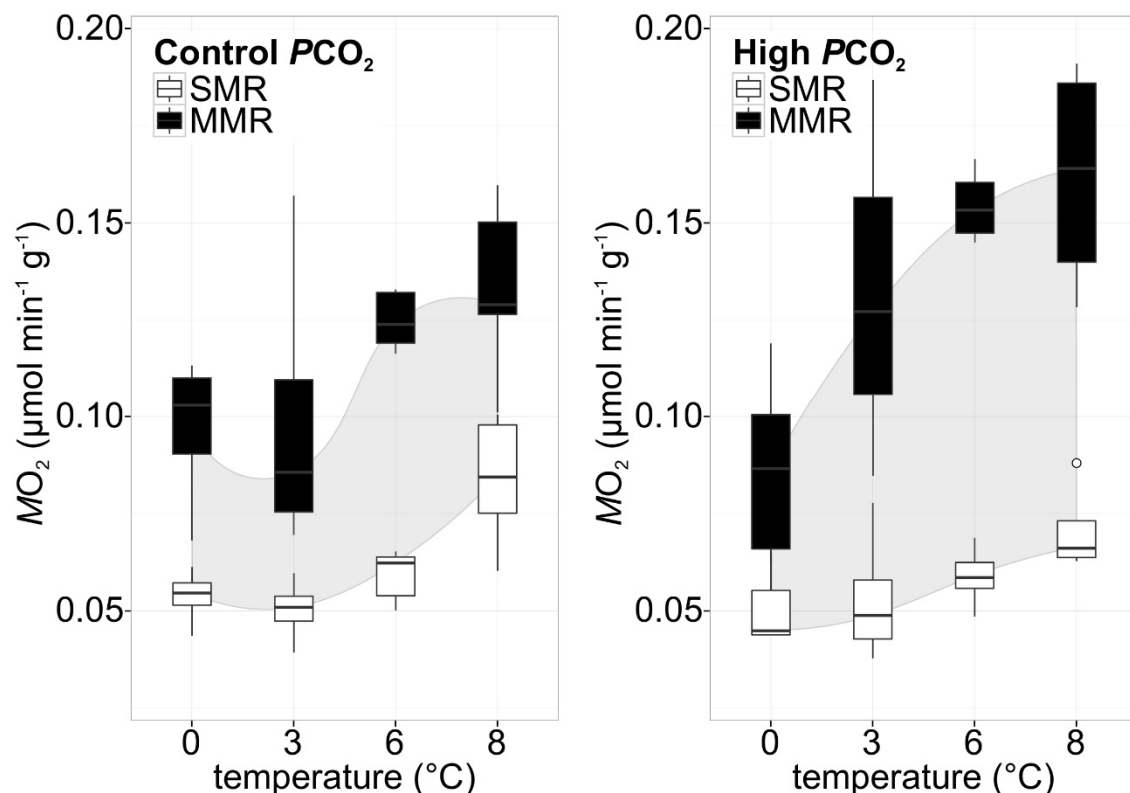 Control PCO₂
SMR
MMR
0.20
0.15
0.10
0.05
MO₂ (µmol min⁻¹ g⁻¹)
0 3 6 8
temperature (°C)
High PCO₂
SMR
MMR
0.20
0.15
0.10
0.05
MO₂ (µmol min⁻¹ g⁻¹)
0 3 6 8
temperature (°C)